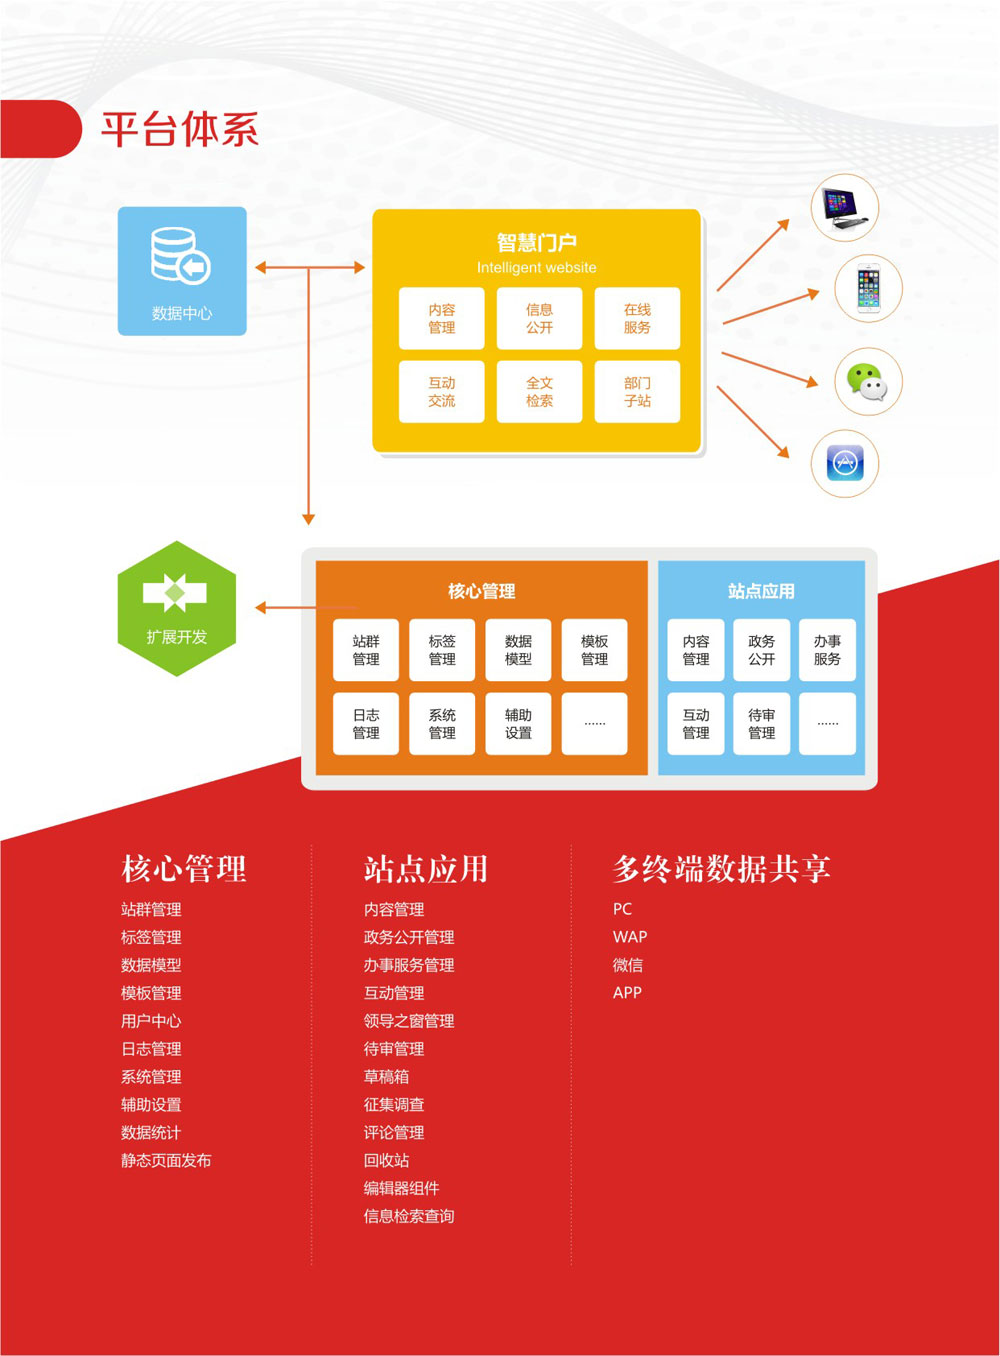 平台体系
数据中心
智慧门户
Intelligent website
内容
管理
信息
公开
在线
服务
互动
交流
全文
检索
部门
子站
扩展开发
核心管理
站群
管理
标签
管理
数据
模型
模板
管理
日志
管理
系统
管理
辅助
设置
......
站点应用
内容
管理
政务
公开
办事
服务
互动
管理
待审
管理
......
核心管理
站群管理
标签管理
数据模型
模板管理
用户中心
日志管理
系统管理
辅助设置
数据统计
静态页面发布
站点应用
内容管理
政务公开管理
办事服务管理
互动管理
领导之窗管理
待审管理
草稿箱
征集调查
评论管理
回收站
编辑器组件
信息检索查询
多终端数据共享
PC
WAP
微信
APP